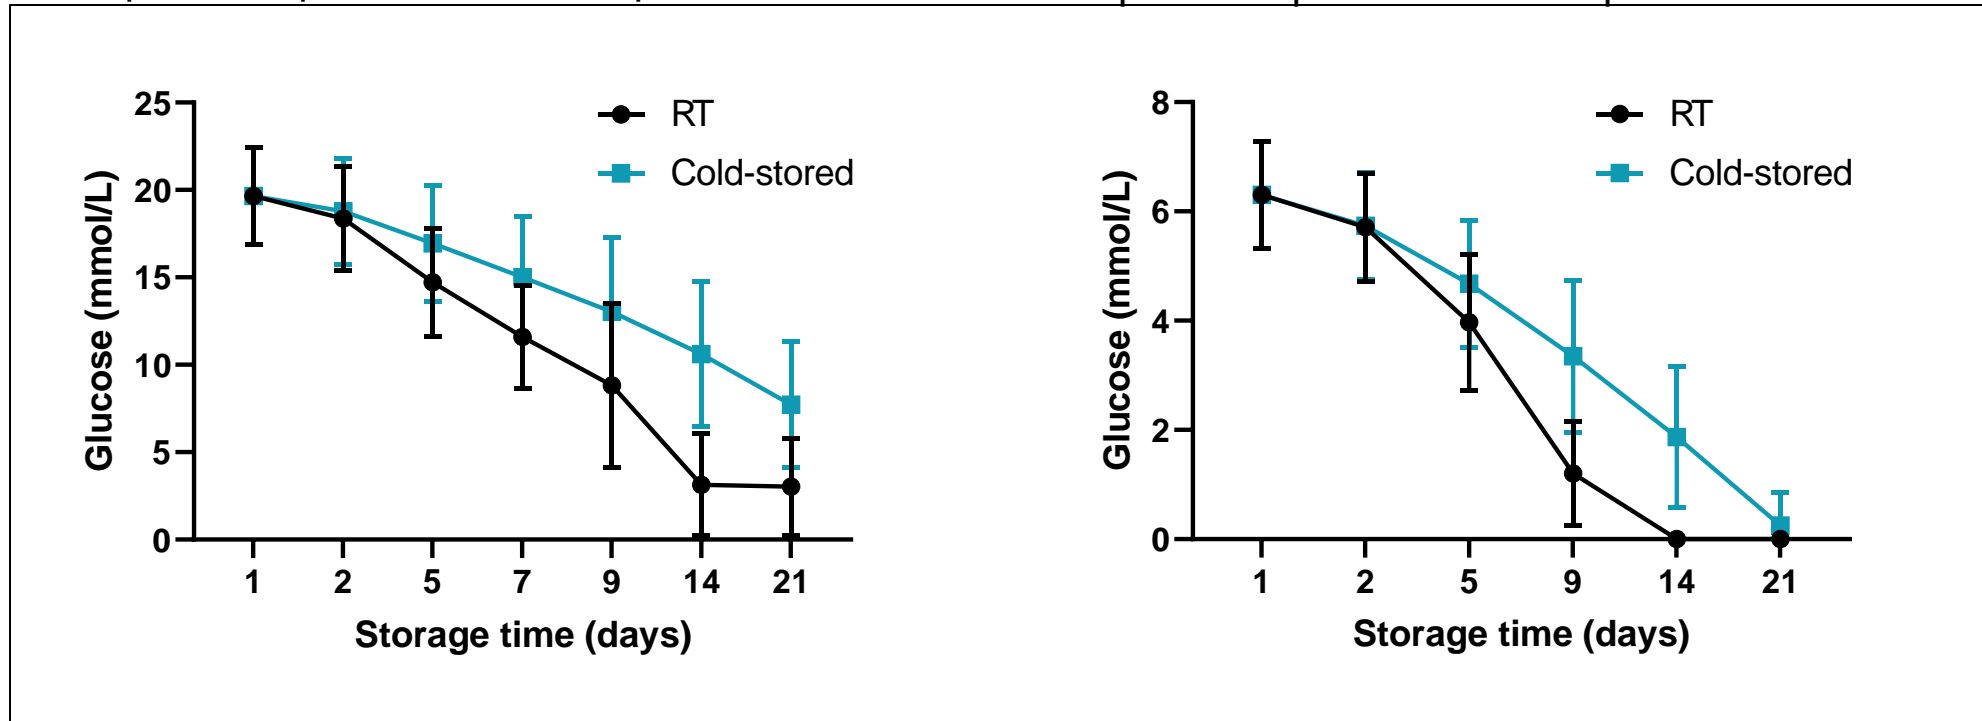 25
20
15
10
5
0
Glucose (mmol/L)
RT
Cold-stored
1 2 5 7 9 14 21
Storage time (days)
8
6
4
2
0
Glucose (mmol/L)
RT
Cold-stored
1 2 5 9 14 21
Storage time (days)